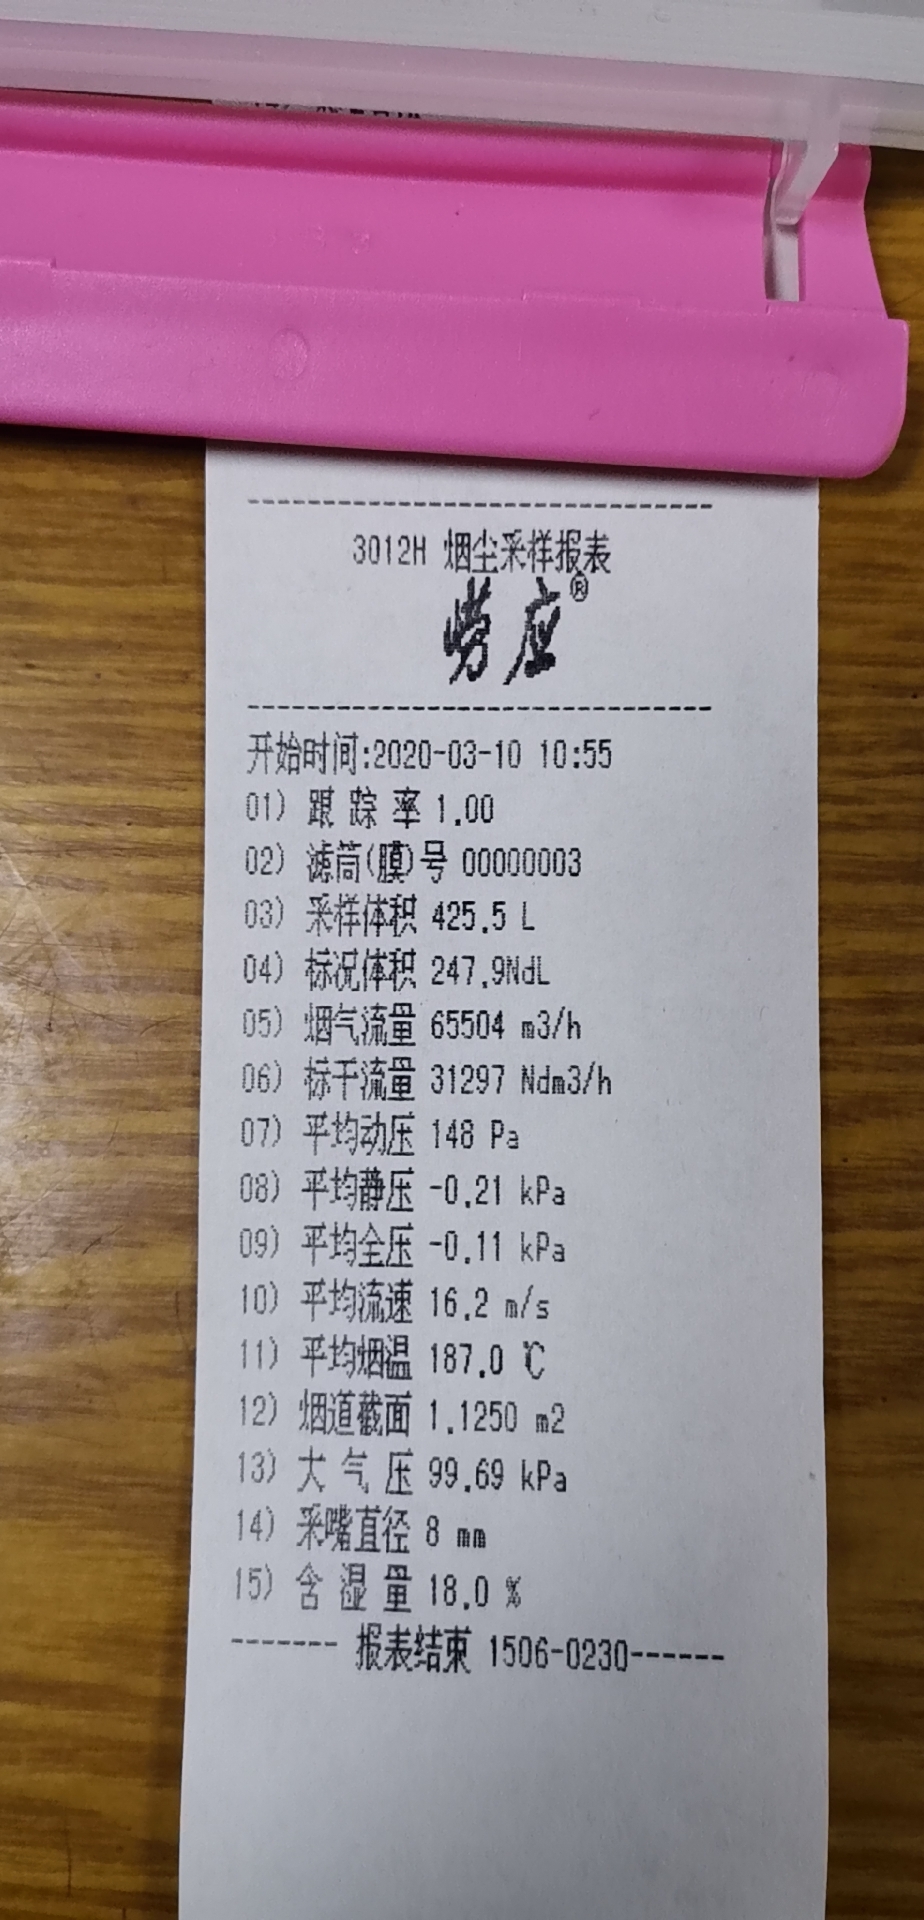 ------------------------------
3012H 烟尘采样报表
崂应®
------------------------------
开始时间:2020-03-10 10:55
01) 跟 踪 率 1.00
02) 滤筒(膜)号 00000003
03) 采样体积 425.5 L
04) 标况体积 247.9NdL
05) 烟气流量 65504 m3/h
06) 标干流量 31297 Ndm3/h
07) 平均动压 148 Pa
08) 平均静压 -0.21 kPa
09) 平均全压 -0.11 kPa
10) 平均流速 16.2 m/s
11) 平均烟温 187.0 ℃
12) 烟道截面 1.1250 m2
13) 大 气 压 99.69 kPa
14) 采嘴直径 8 mm
15) 含 湿 量 18.0 %
------- 报表结束 1506-0230------